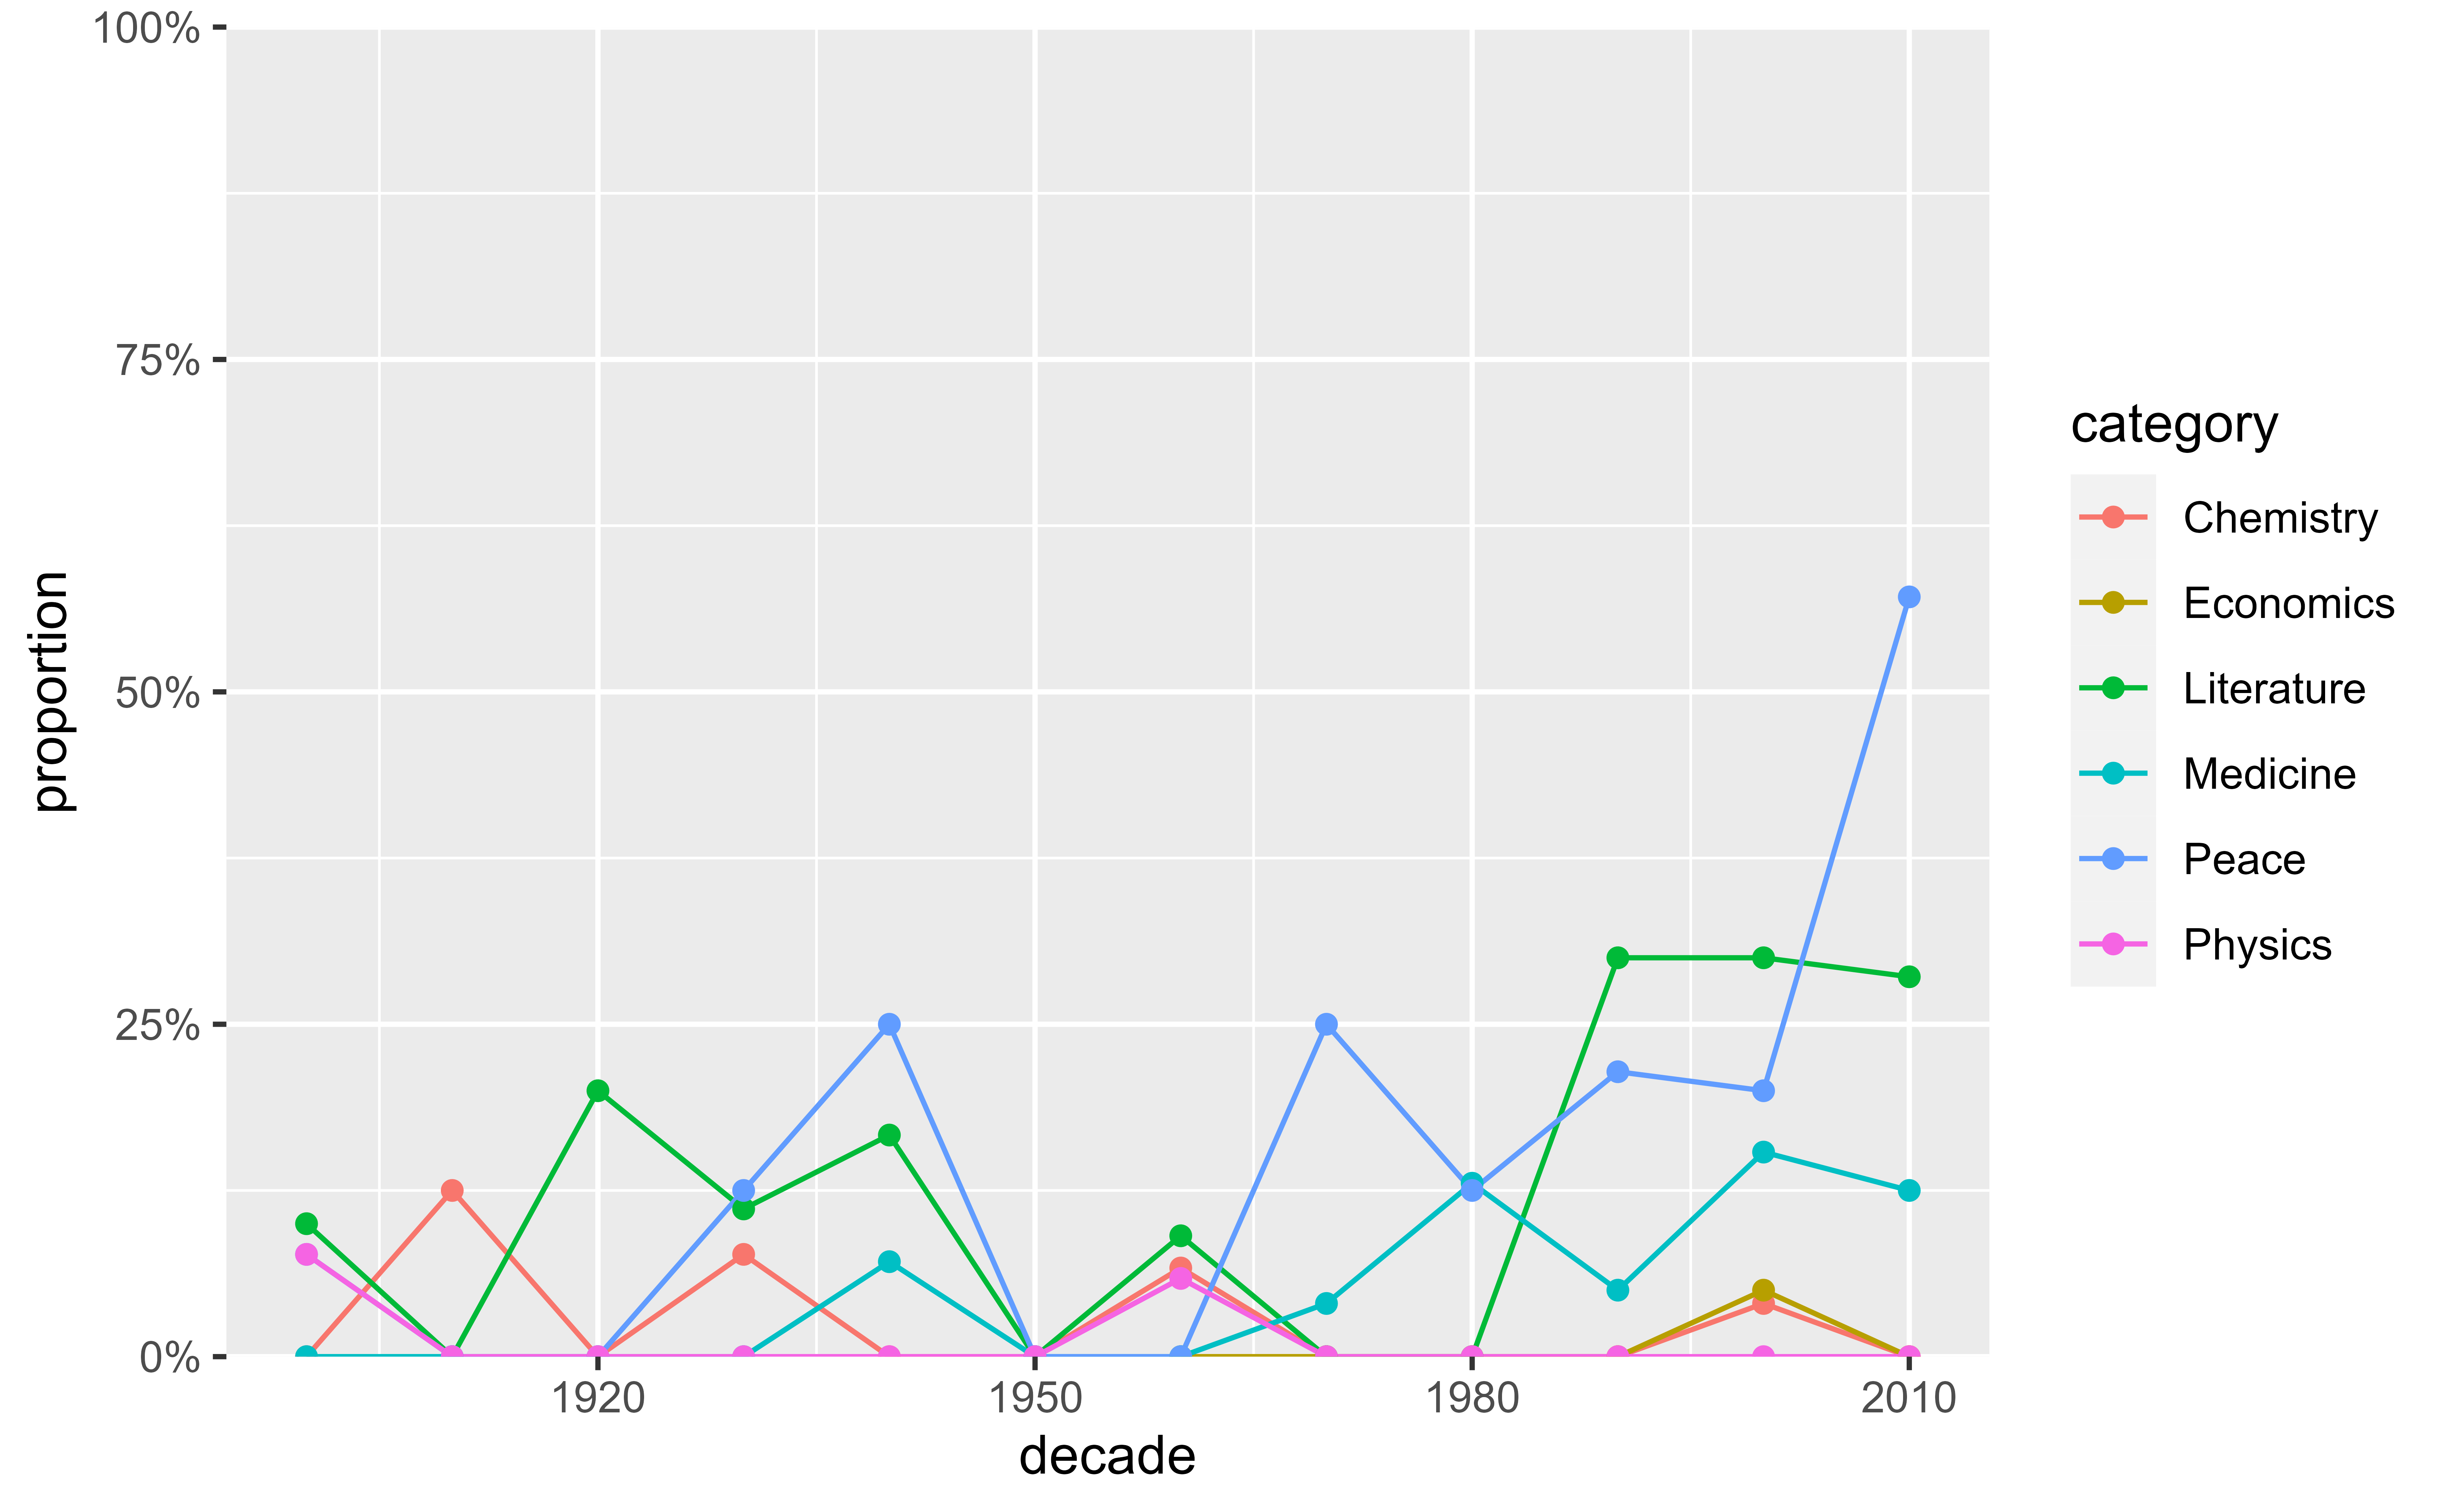 100%
75%
50%
25%
0%
proportion
1920 1950 1980 2010
decade
category
Chemistry
Economics
Literature
Medicine
Peace
Physics